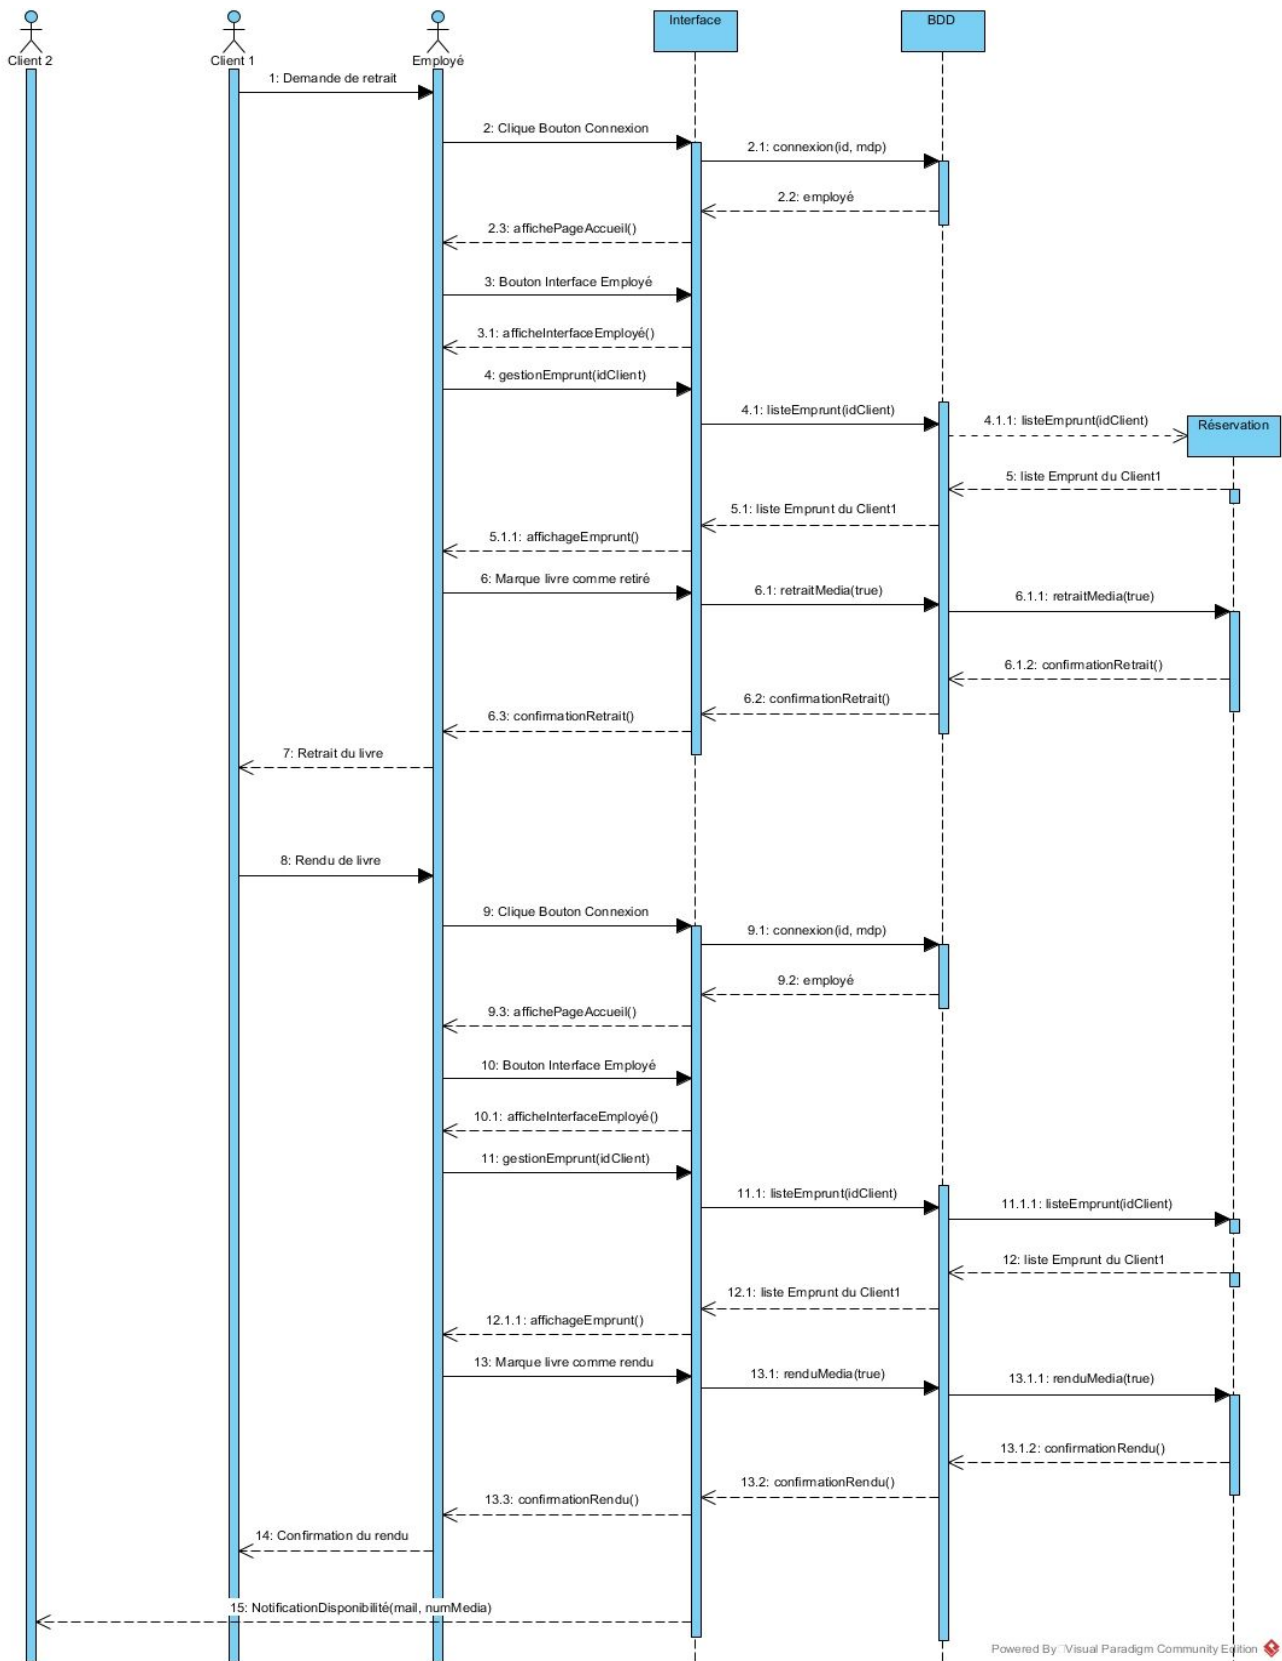 Client 2
Client 1
Employé
Interface
BDD
1: Demande de retrait
2: Clique Bouton Connexion
2.1: connexion(id, mdp)
2.2: employé
2.3: affichePageAccueil()
3: Bouton Interface Employé
3.1: afficheInterfaceEmployé()
4: gestionEmprunt(idClient)
4.1: listeEmprunt(idClient)
4.1.1: listeEmprunt(idClient)
Réservation
5: liste Emprunt du Client1
5.1: liste Emprunt du Client1
5.1.1: affichageEmprunt()
6: Marque livre comme retiré
6.1: retraitMedia(true)
6.1.1: retraitMedia(true)
6.1.2: confirmationRetrait()
6.2: confirmationRetrait()
6.3: confirmationRetrait()
7: Retrait du livre
8: Rendu de livre
9: Clique Bouton Connexion
9.1: connexion(id, mdp)
9.2: employé
9.3: affichePageAccueil()
10: Bouton Interface Employé
10.1: afficheInterfaceEmployé()
11: gestionEmprunt(idClient)
11.1: listeEmprunt(idClient)
11.1.1: listeEmprunt(idClient)
12: liste Emprunt du Client1
12.1: liste Emprunt du Client1
12.1.1: affichageEmprunt()
13: Marque livre comme rendu
13.1: renduMedia(true)
13.1.1: renduMedia(true)
13.1.2: confirmationRendu()
13.2: confirmationRendu()
13.3: confirmationRendu()
14: Confirmation du rendu
15: NotificationDisponibilité(mail, numMedia)
Powered By Visual Paradigm Community Edition